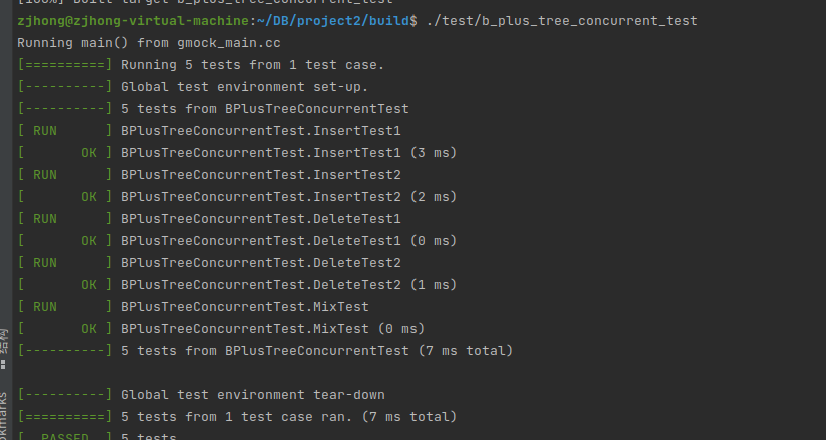 [100%] Built target b_plus_tree_concurrent_test
zjhong@zjhong-virtual-machine:~/DB/project2/build$ ./test/b_plus_tree_concurrent_test
Running main() from gmock_main.cc
[==========] Running 5 tests from 1 test case.
[----------] Global test environment set-up.
[----------] 5 tests from BPlusTreeConcurrentTest
[ RUN      ] BPlusTreeConcurrentTest.InsertTest1
[       OK ] BPlusTreeConcurrentTest.InsertTest1 (3 ms)
[ RUN      ] BPlusTreeConcurrentTest.InsertTest2
[       OK ] BPlusTreeConcurrentTest.InsertTest2 (2 ms)
[ RUN      ] BPlusTreeConcurrentTest.DeleteTest1
[       OK ] BPlusTreeConcurrentTest.DeleteTest1 (0 ms)
[ RUN      ] BPlusTreeConcurrentTest.DeleteTest2
[       OK ] BPlusTreeConcurrentTest.DeleteTest2 (1 ms)
[ RUN      ] BPlusTreeConcurrentTest.MixTest
[       OK ] BPlusTreeConcurrentTest.MixTest (0 ms)
[----------] 5 tests from BPlusTreeConcurrentTest (7 ms total)
[----------] Global test environment tear-down
[==========] 5 tests from 1 test case ran. (7 ms total)
[  PASSED  ] 5 tests
结构
okmarks